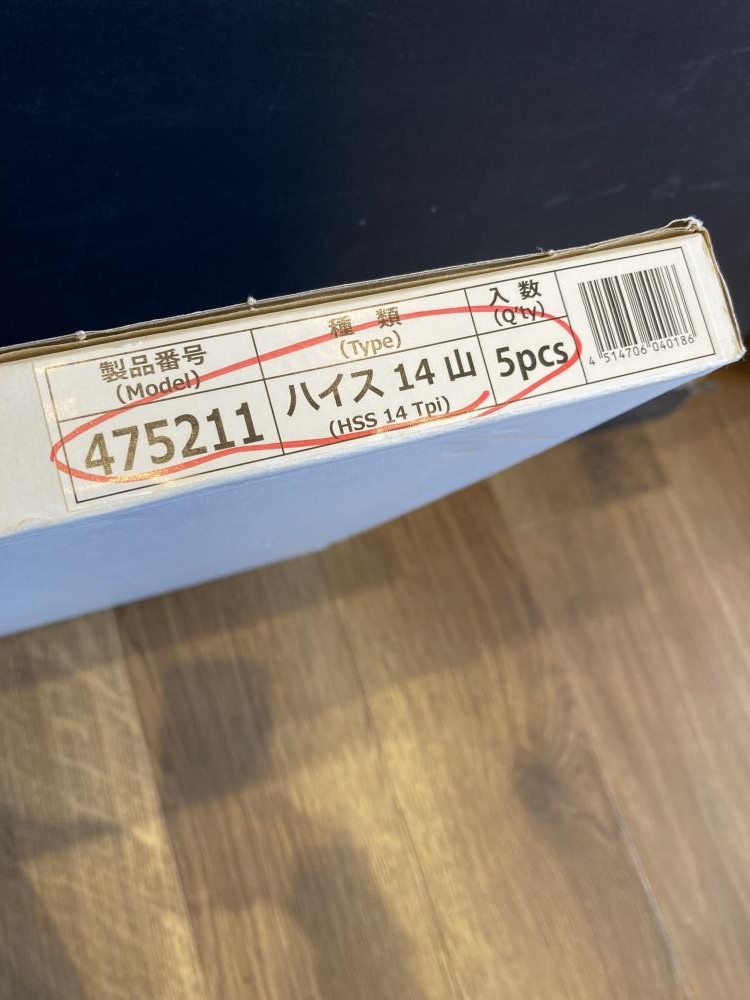 製品番号
(Model)
475211
種 類
(Type)
ハイス 14 山
(HSS 14 Tpi)
入 数
(Q'ty)
5pcs
4 514706 040186